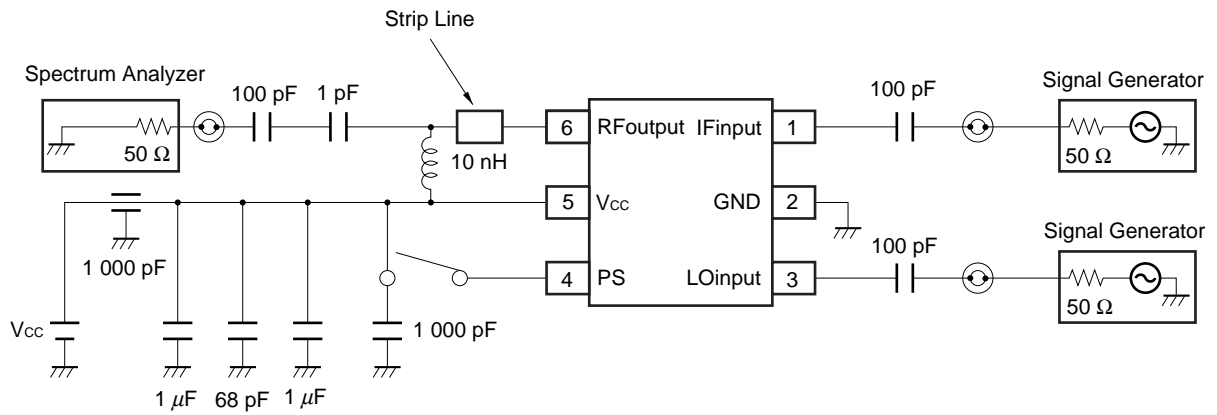 Strip Line
Spectrum Analyzer
100 pF
1 pF
50 Ω
10 nH
6
RFoutput
IFinput
1
100 pF
Signal Generator
50 Ω
5
VCC
GND
2
1 000 pF
4
PS
LOinput
3
100 pF
Signal Generator
50 Ω
VCC
1 μF
68 pF
1 μF
1 000 pF